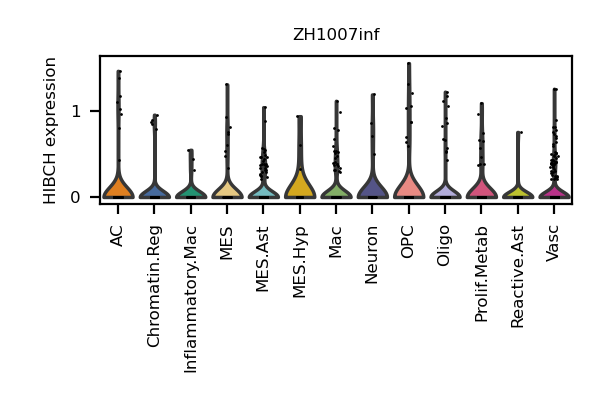 ZH1007inf
HIBCH expression
1
0
AC
Chromatin.Reg
Inflammatory.Mac
MES
MES.Ast
MES.Hyp
Mac
Neuron
OPC
Oligo
Prolif.Metab
Reactive.Ast
Vasc